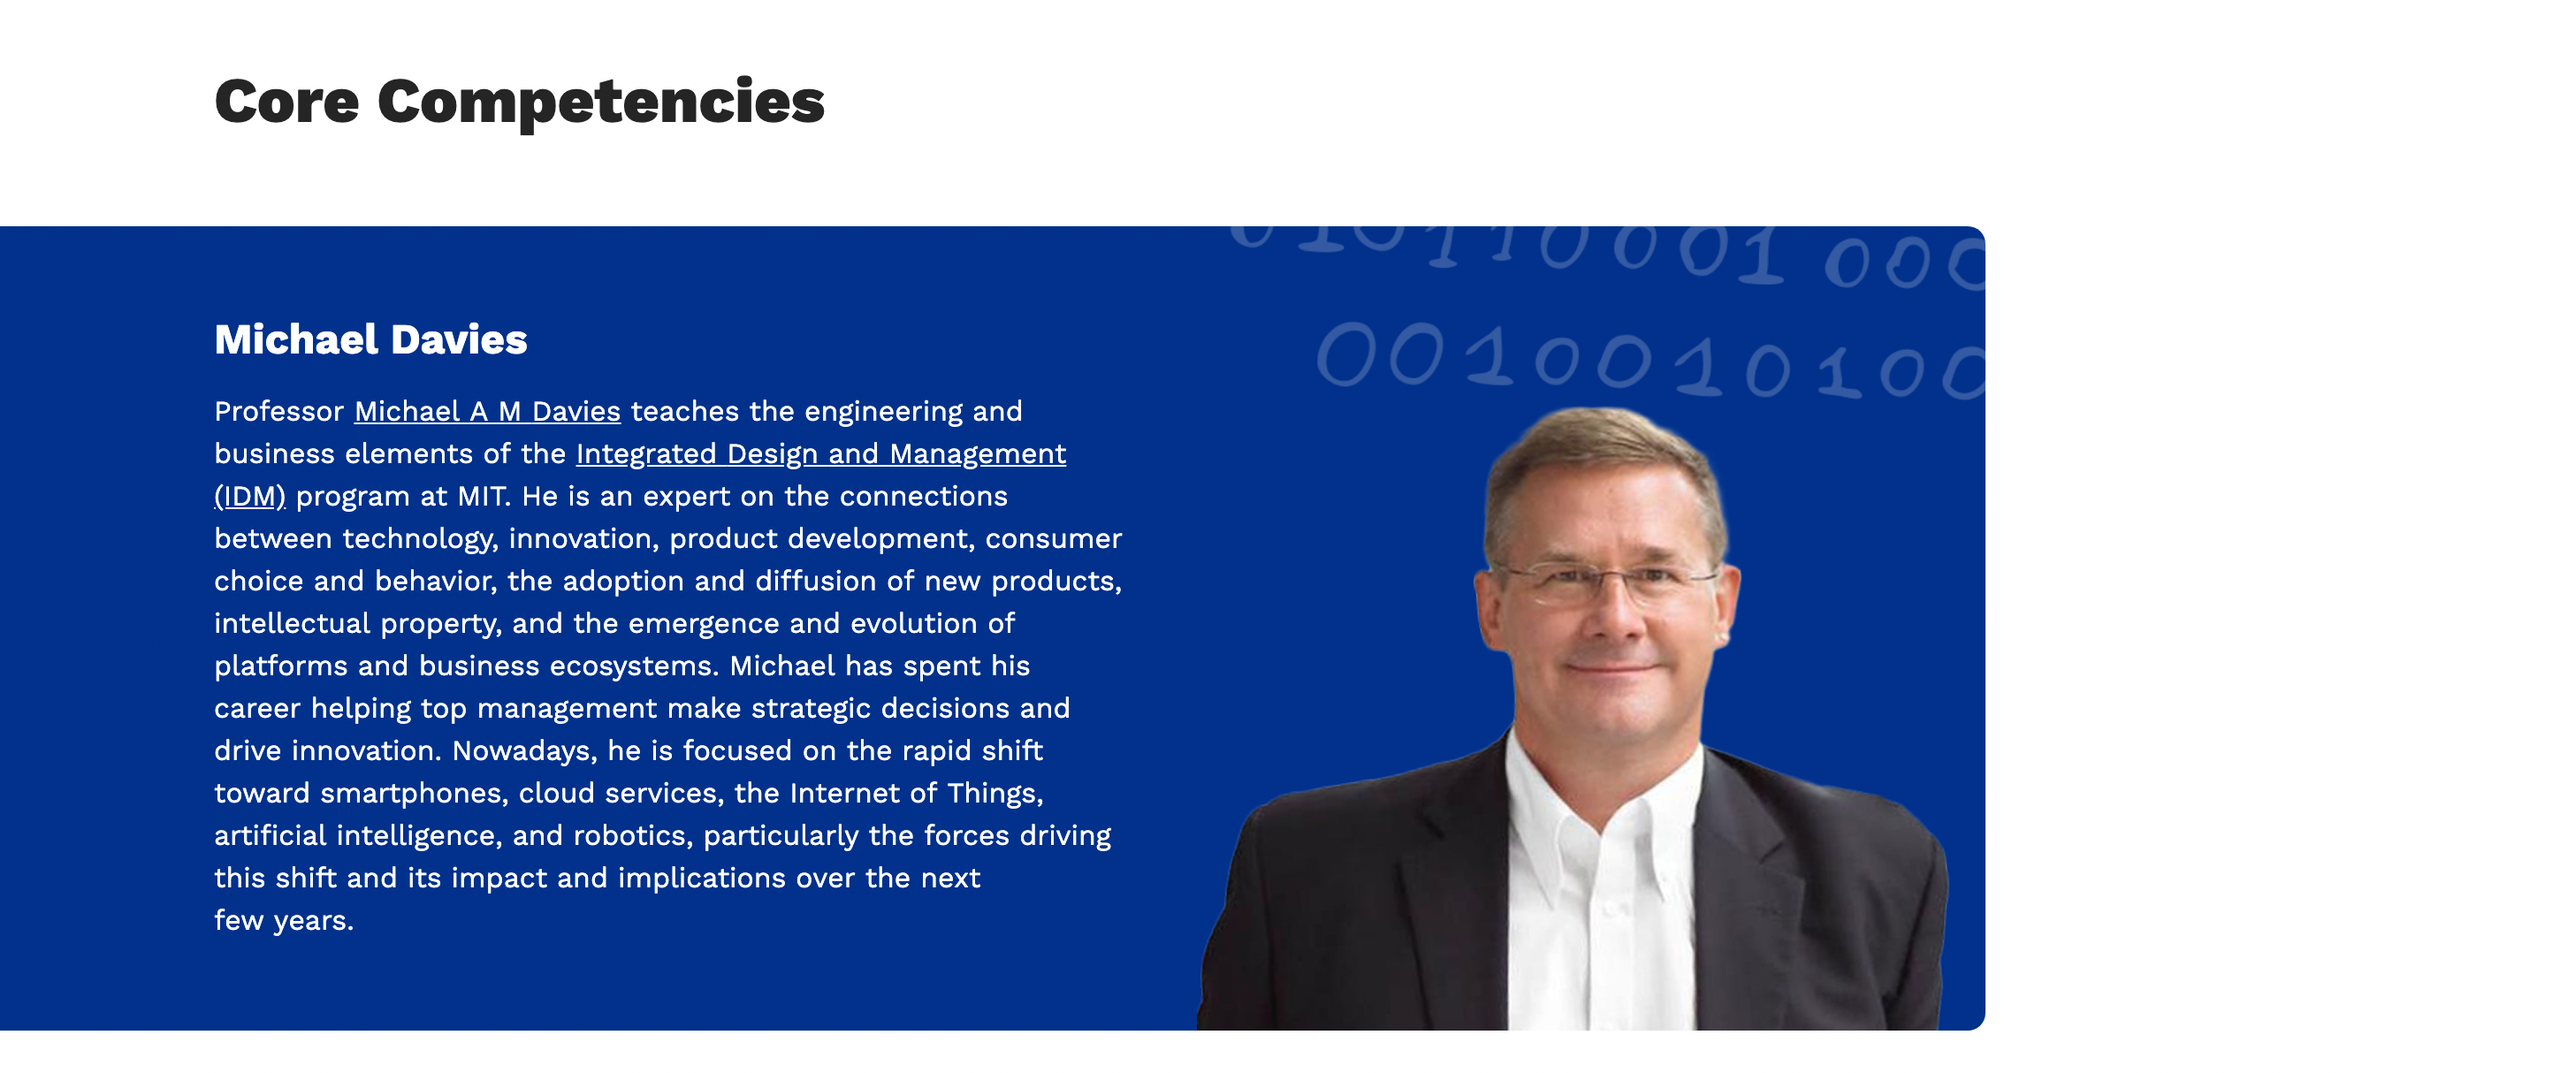 Core Competencies
010110001 000
0010010100
Michael Davies
Professor Michael A M Davies teaches the engineering and
business elements of the Integrated Design and Management
(IDM) program at MIT. He is an expert on the connections
between technology, innovation, product development, consumer
choice and behavior, the adoption and diffusion of new products,
intellectual property, and the emergence and evolution of
platforms and business ecosystems. Michael has spent his
career helping top management make strategic decisions and
drive innovation. Nowadays, he is focused on the rapid shift
toward smartphones, cloud services, the Internet of Things,
artificial intelligence, and robotics, particularly the forces driving
this shift and its impact and implications over the next
few years.